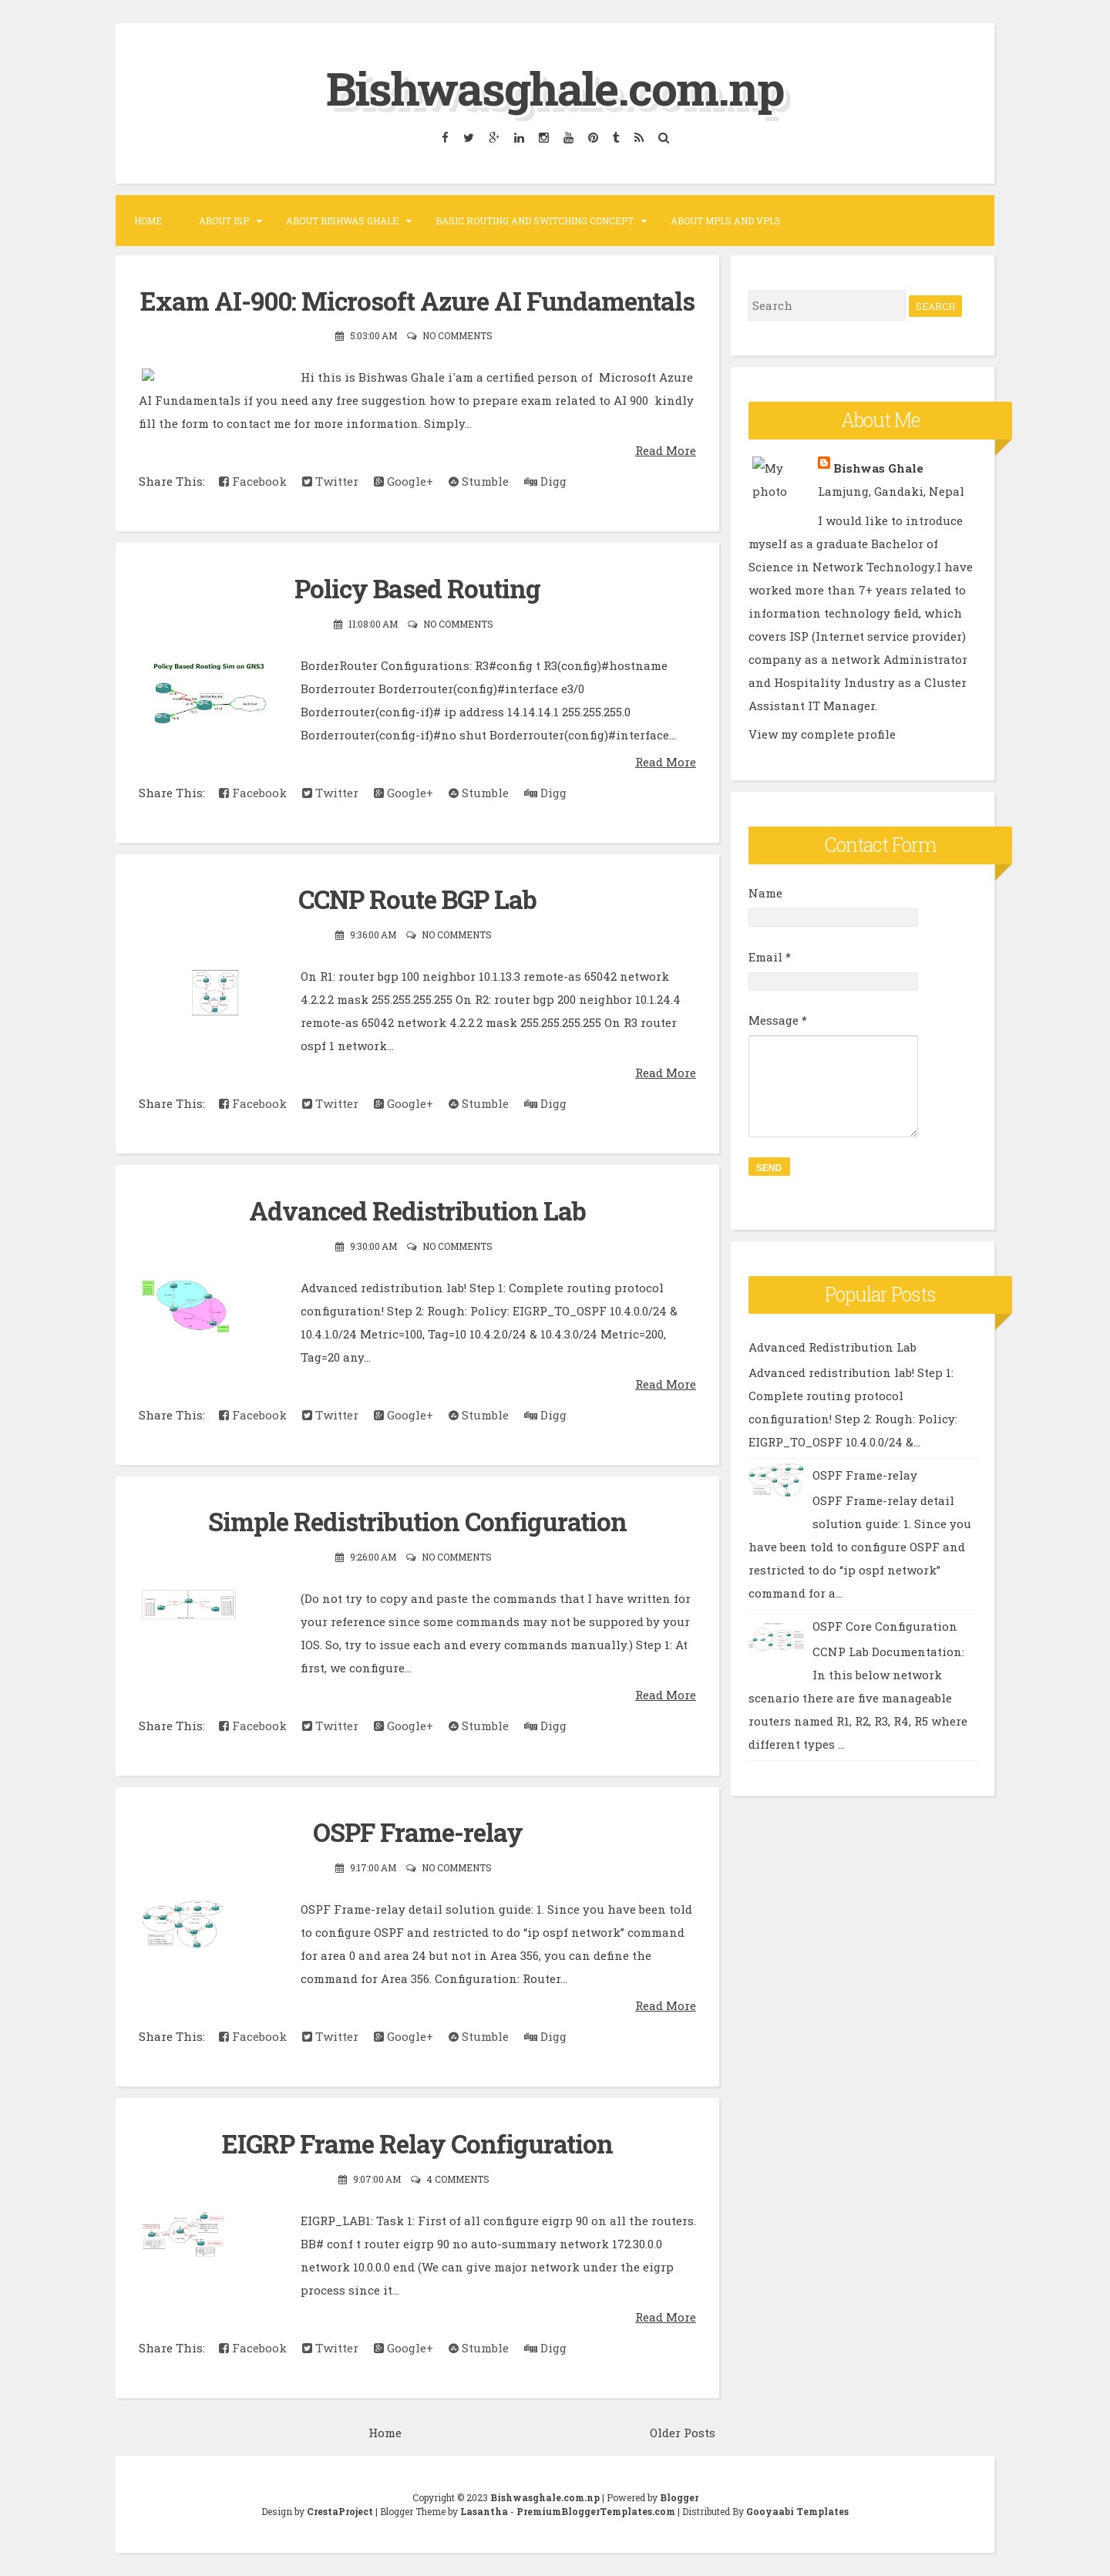 Bishwasghale.com.np
HOME ABOUT ISP ABOUT BISHWAS GHALE BASIC ROUTING AND SWITCHING CONCEPT ABOUT MPLS AND VPLS
Exam AI-900: Microsoft Azure AI Fundamentals
5:03:00 AM NO COMMENTS
Hi this is Bishwas Ghale i'am a certified person of Microsoft Azure
AI Fundamentals if you need any free suggestion how to prepare exam related to AI 900 kindly
fill the form to contact me for more information. Simply...
Read More
Share This: Facebook Twitter Google+ Stumble Digg
Policy Based Routing
11:08:00 AM NO COMMENTS
Policy Based Routing Sim on GNS3
BorderRouter Configurations: R3#config t R3(config)#hostname
Borderrouter Borderrouter(config)#interface e3/0
Borderrouter(config-if)# ip address 14.14.14.1 255.255.255.0
Borderrouter(config-if)#no shut Borderrouter(config)#interface...
Read More
Share This: Facebook Twitter Google+ Stumble Digg
CCNP Route BGP Lab
9:36:00 AM NO COMMENTS
On R1: router bgp 100 neighbor 10.1.13.3 remote-as 65042 network
4.2.2.2 mask 255.255.255.255 On R2: router bgp 200 neighbor 10.1.24.4
remote-as 65042 network 4.2.2.2 mask 255.255.255.255 On R3 router
ospf 1 network...
Read More
Share This: Facebook Twitter Google+ Stumble Digg
Advanced Redistribution Lab
9:30:00 AM NO COMMENTS
Advanced redistribution lab! Step 1: Complete routing protocol
configuration! Step 2: Rough: Policy: EIGRP_TO_OSPF 10.4.0.0/24 &
10.4.1.0/24 Metric=100, Tag=10 10.4.2.0/24 & 10.4.3.0/24 Metric=200,
Tag=20 any...
Read More
Share This: Facebook Twitter Google+ Stumble Digg
Simple Redistribution Configuration
9:26:00 AM NO COMMENTS
(Do not try to copy and paste the commands that I have written for
your reference since some commands may not be suppored by your
IOS. So, try to issue each and every commands manually.) Step 1: At
first, we configure...
Read More
Share This: Facebook Twitter Google+ Stumble Digg
OSPF Frame-relay
9:17:00 AM NO COMMENTS
OSPF Frame-relay detail solution guide: 1. Since you have been told
to configure OSPF and restricted to do “ip ospf network” command
for area 0 and area 24 but not in Area 356, you can define the
command for Area 356. Configuration: Router...
Read More
Share This: Facebook Twitter Google+ Stumble Digg
EIGRP Frame Relay Configuration
9:07:00 AM 4 COMMENTS
EIGRP_LAB1: Task 1: First of all configure eigrp 90 on all the routers.
BB# conf t router eigrp 90 no auto-summary network 172.30.0.0
network 10.0.0.0 end (We can give major network under the eigrp
process since it...
Read More
Share This: Facebook Twitter Google+ Stumble Digg
Home Older Posts
Search SEARCH
About Me
My photo
Bishwas Ghale
Lamjung, Gandaki, Nepal
I would like to introduce
myself as a graduate Bachelor of
Science in Network Technology.I have
worked more than 7+ years related to
information technology field, which
covers ISP (Internet service provider)
company as a network Administrator
and Hospitality Industry as a Cluster
Assistant IT Manager.
View my complete profile
Contact Form
Name
Email *
Message *
SEND
Popular Posts
Advanced Redistribution Lab
Advanced redistribution lab! Step 1:
Complete routing protocol
configuration! Step 2: Rough: Policy:
EIGRP_TO_OSPF 10.4.0.0/24 &...
OSPF Frame-relay
OSPF Frame-relay detail
solution guide: 1. Since you
have been told to configure OSPF and
restricted to do “ip ospf network”
command for a...
OSPF Core Configuration
CCNP Lab Documentation:
In this below network
scenario there are five manageable
routers named R1, R2, R3, R4, R5 where
different types ...
Copyright © 2023 Bishwasghale.com.np | Powered by Blogger
Design by CrestaProject | Blogger Theme by Lasantha - PremiumBloggerTemplates.com | Distributed By Gooyaabi Templates